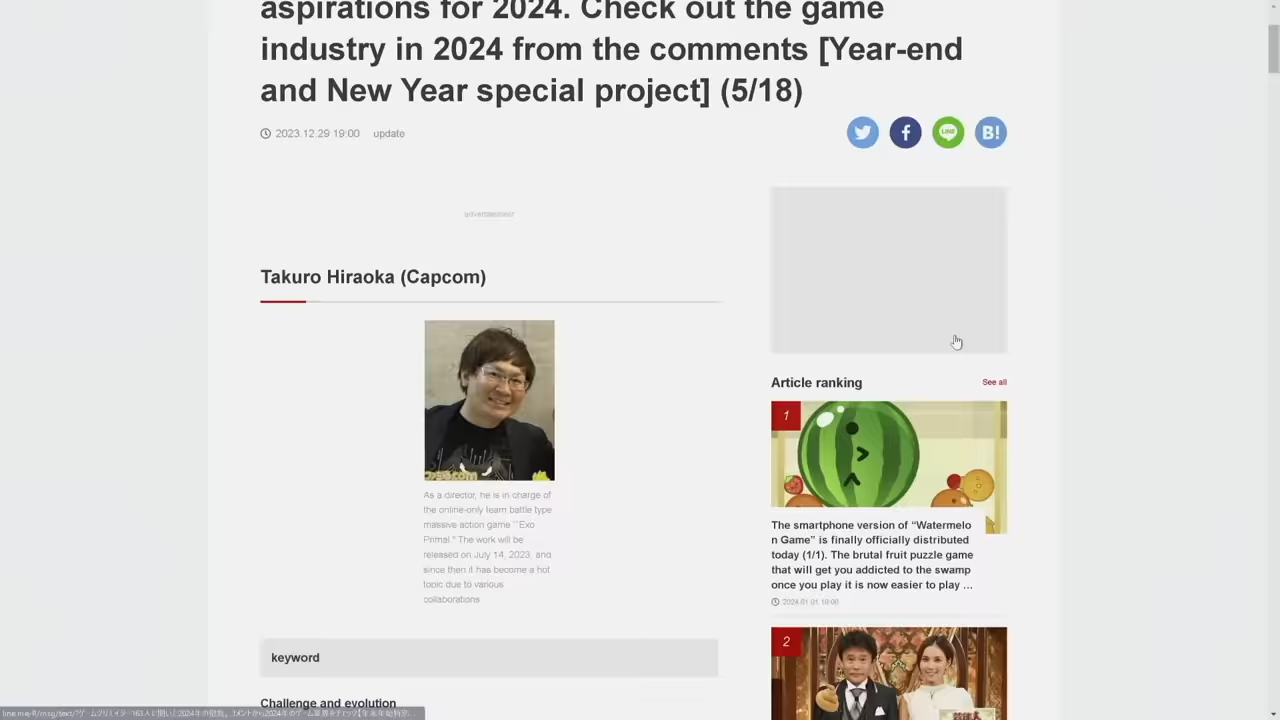 aspirations for 2024. Check out the game
industry in 2024 from the comments [Year-end
and New Year special project] (5/18)
2023.12.29 19:00 update
LINE
B!
advertisement
Takuro Hiraoka (Capcom)
As a director, he is in charge of
the online-only team battle type
massive action game ``Exo
Primal." The work will be
released on July 14, 2023, and
since then it has become a hot
topic due to various
collaborations
keyword
Challenge and evolution
Article ranking
See all
1
The smartphone version of “Watermelo
n Game” is finally officially distributed
today (1/1). The brutal fruit puzzle game
that will get you addicted to the swamp
once you play it is now easier to play ...
2024.01.01 19:06
2